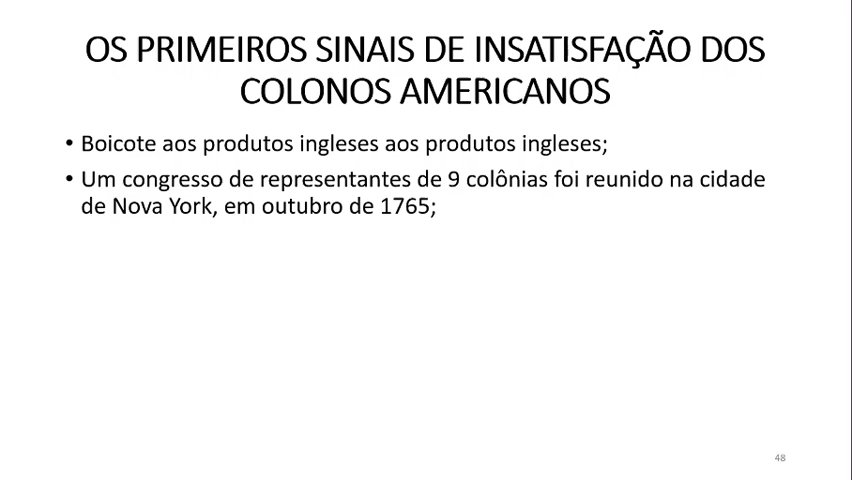 OS PRIMEIROS SINAIS DE INSATISFAÇÃO DOS
COLONOS AMERICANOS
• Boicote aos produtos ingleses aos produtos ingleses;
• Um congresso de representantes de 9 colônias foi reunido na cidade
de Nova York, em outubro de 1765;
48